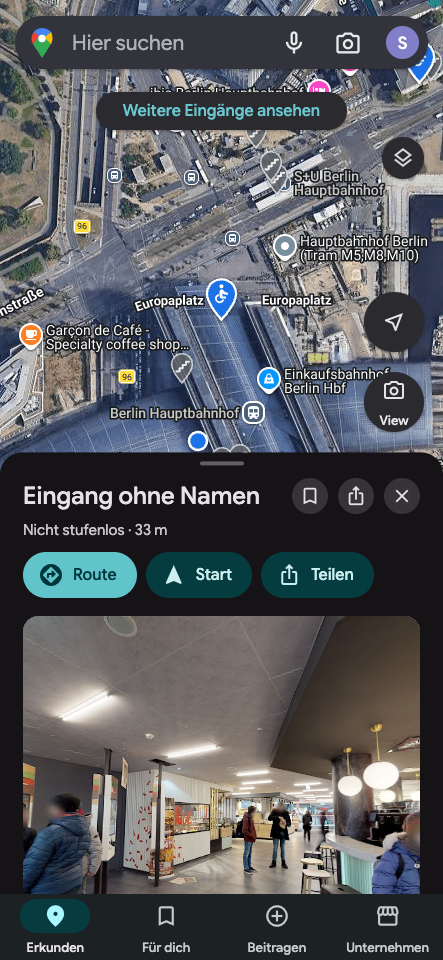 Hier suchen
S
ibis Berlin Hauptbahnhof
Weitere Eingänge ansehen
S+U Berlin
Hauptbahnhof
96
Hauptbahnhof Berlin
(Tram M5,M8,M10)
Europaplatz
Europaplatz
Garçon de Café -
Specialty coffee shop...
96
Einkaufsbahnhof
Berlin Hbf
View
Berlin Hauptbahnhof
Eingang ohne Namen
Nicht stufenlos · 33 m
Route
Start
Teilen
Erkunden
Für dich
Beitragen
Unternehmen